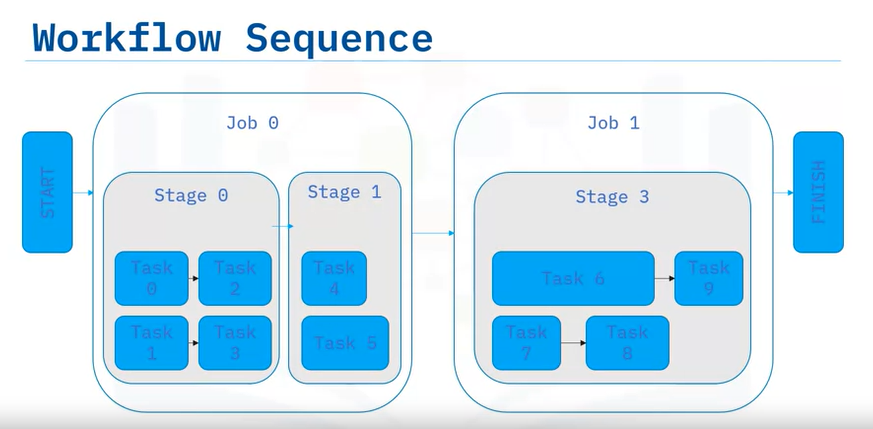 Workflow Sequence
START
Job 0
Stage 0
Task
0
Task
2
Task
1
Task
3
Stage 1
Task
4
Task 5
Job 1
Stage 3
Task 6
Task
9
Task
7
Task
8
FINISH